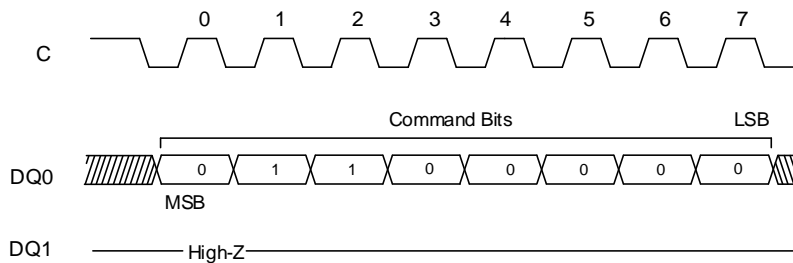 0 1 2 3 4 5 6 7
C
Command Bits LSB
DQ0 0 1 1 0 0 0 0 0
MSB
DQ1 High-Z